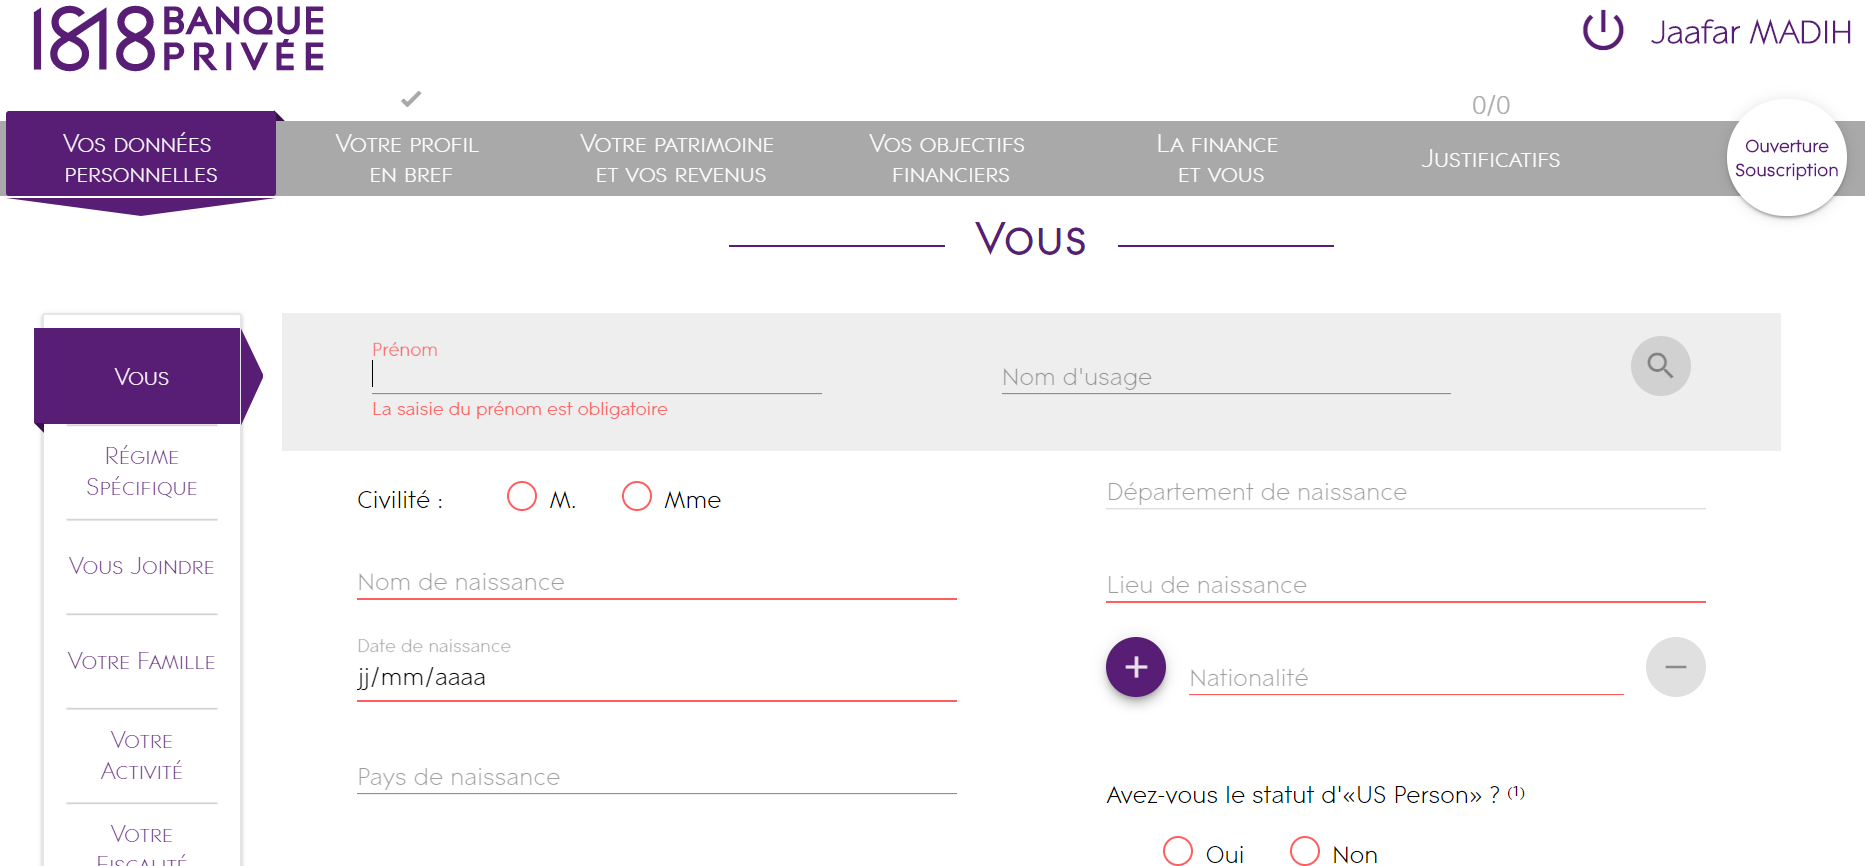 1818 BANQUE PRIVÉE
Jaafar MADIH
0/0
Vos données
personnelles
Votre profil
en bref
Votre patrimoine
et vos revenus
Vos objectifs
financiers
La finance
et vous
Justificatifs
Ouverture
Souscription
Vous
Vous
Régime
Spécifique
Vous Joindre
Votre Famille
Votre
Activité
Votre
Fiscalité
Prénom
La saisie du prénom est obligatoire
Nom d'usage
Civilité : M. Mme
Département de naissance
Nom de naissance
Lieu de naissance
Date de naissance
jj/mm/aaaa
Nationalité
Pays de naissance
Avez-vous le statut d'«US Person» ? (1)
Oui Non